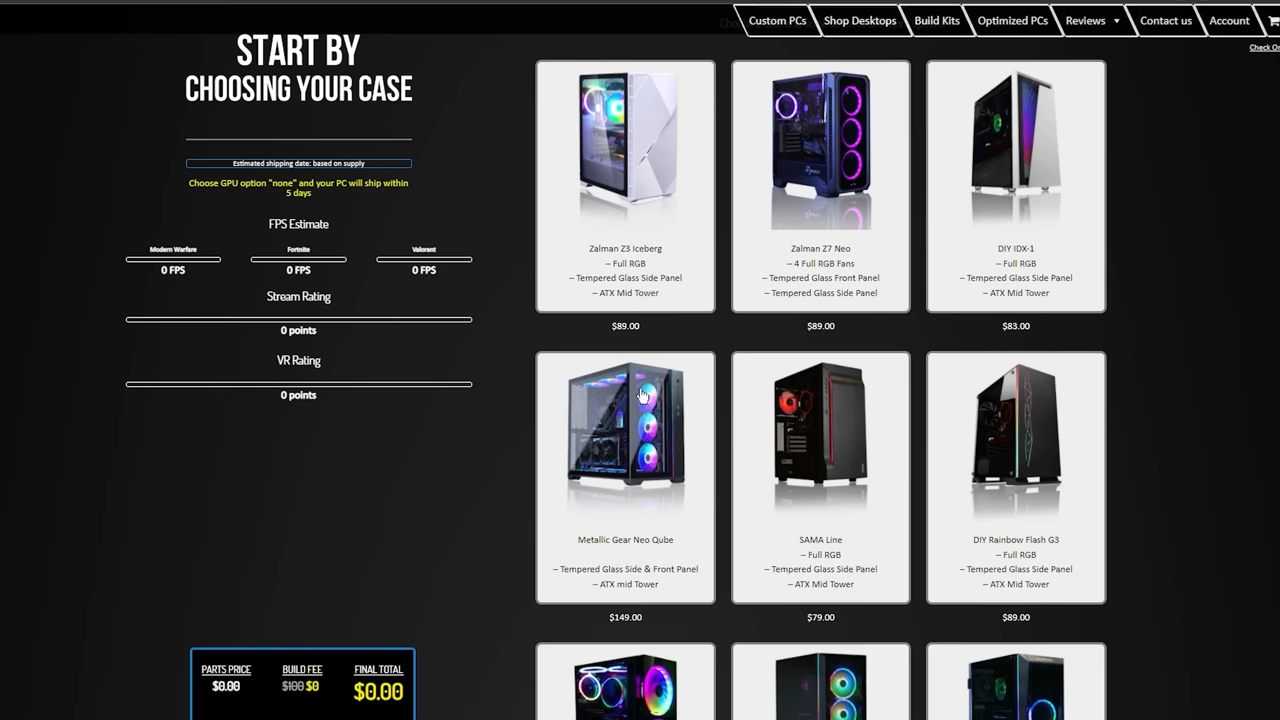 Custom PCs
Shop Desktops
Build Kits
Optimized PCs
Reviews
Contact us
Account
START BY
CHOOSING YOUR CASE
Estimated shipping date: based on supply
Choose GPU option "none" and your PC will ship within
5 days
FPS Estimate
Modern Warfare
Fortnite
Valorant
0 FPS
0 FPS
0 FPS
Stream Rating
0 points
VR Rating
0 points
PARTS PRICE
BUILD FEE
FINAL TOTAL
$0.00
$100 $0
$0.00
Zalman Z3 Iceberg
– Full RGB
– Tempered Glass Side Panel
– ATX Mid Tower
$89.00
Zalman Z7 Neo
– 4 Full RGB Fans
– Tempered Glass Front Panel
– Tempered Glass Side Panel
$89.00
DIY IDX-1
– Full RGB
– Tempered Glass Side Panel
– ATX Mid Tower
$83.00
Metallic Gear Neo Qube
– Tempered Glass Side & Front Panel
– ATX mid Tower
$149.00
SAMA Line
– Full RGB
– Tempered Glass Side Panel
– ATX Mid Tower
$79.00
DIY Rainbow Flash G3
– Full RGB
– Tempered Glass Side Panel
– ATX Mid Tower
$89.00